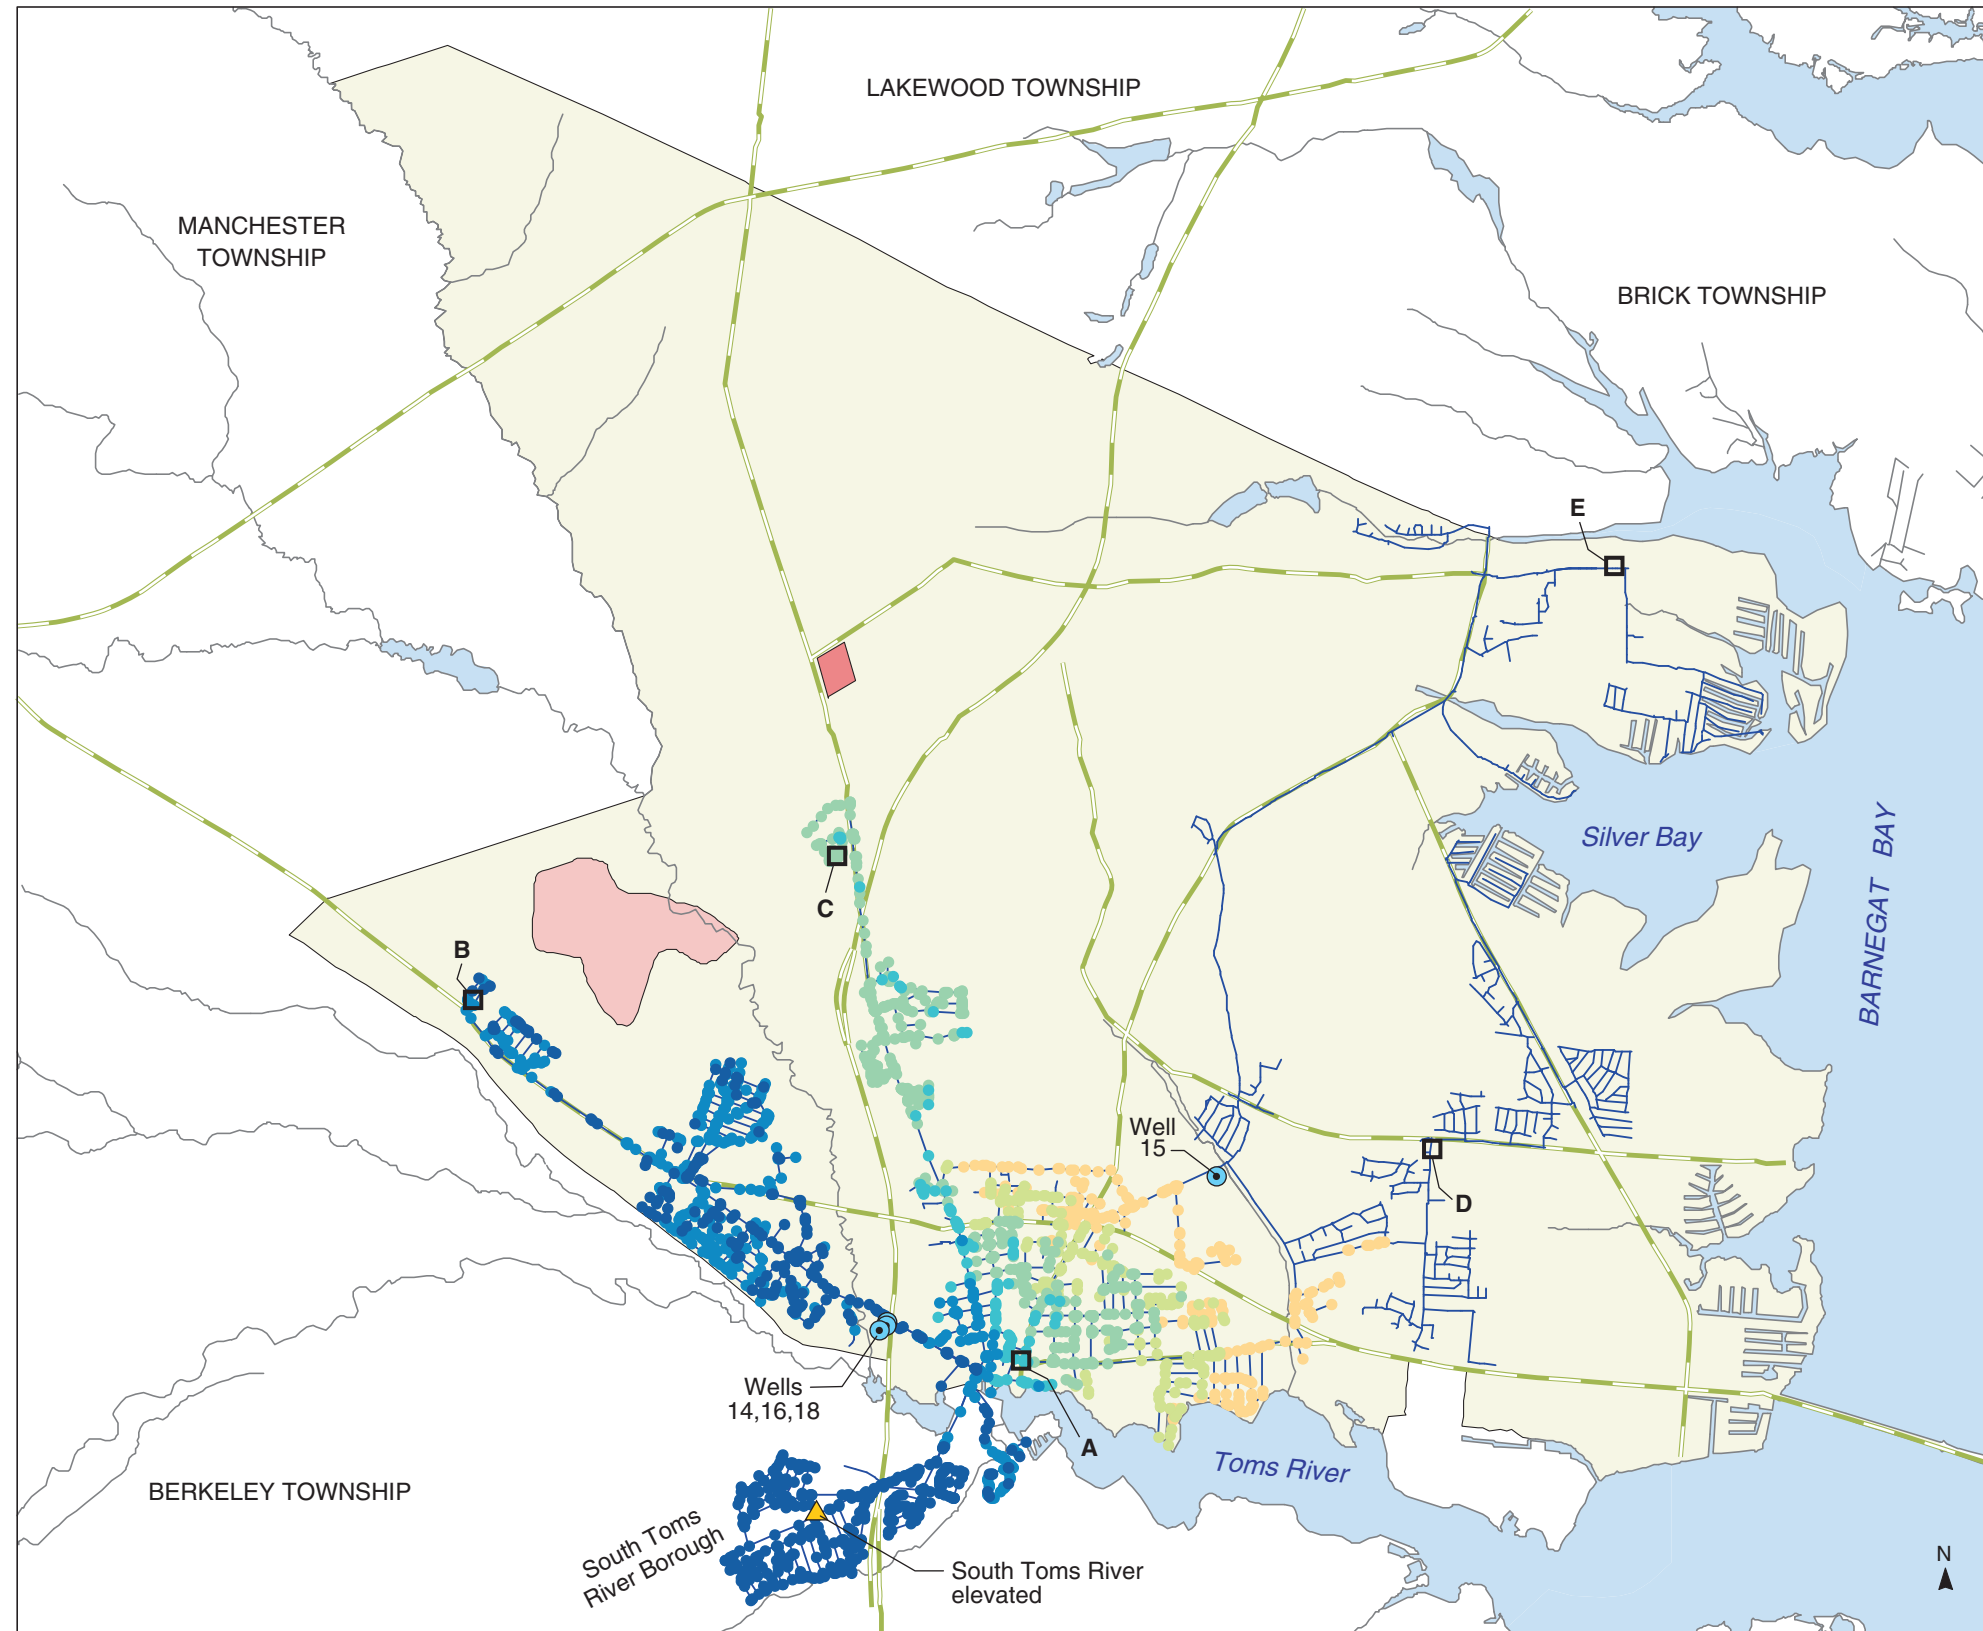 LAKEWOOD TOWNSHIP
MANCHESTER
TOWNSHIP
BRICK TOWNSHIP
E
Silver Bay
BARNEGAT BAY
C
B
Well
15
D
Wells
14,16,18
A
Toms River
BERKELEY TOWNSHIP
South Toms
River Borough
South Toms River
elevated
N